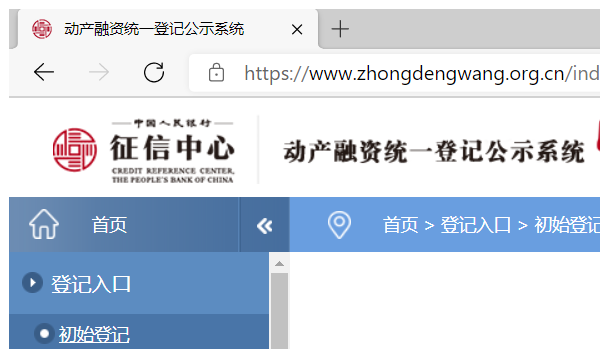 动产融资统一登记公示系统
https://www.zhongdengwang.org.cn/ind
中国人民银行
征信中心
CREDIT REFERENCE CENTER,
THE PEOPLE'S BANK OF CHINA
动产融资统一登记公示系统
首页
首页 > 登记入口 > 初始登记
登记入口
初始登记